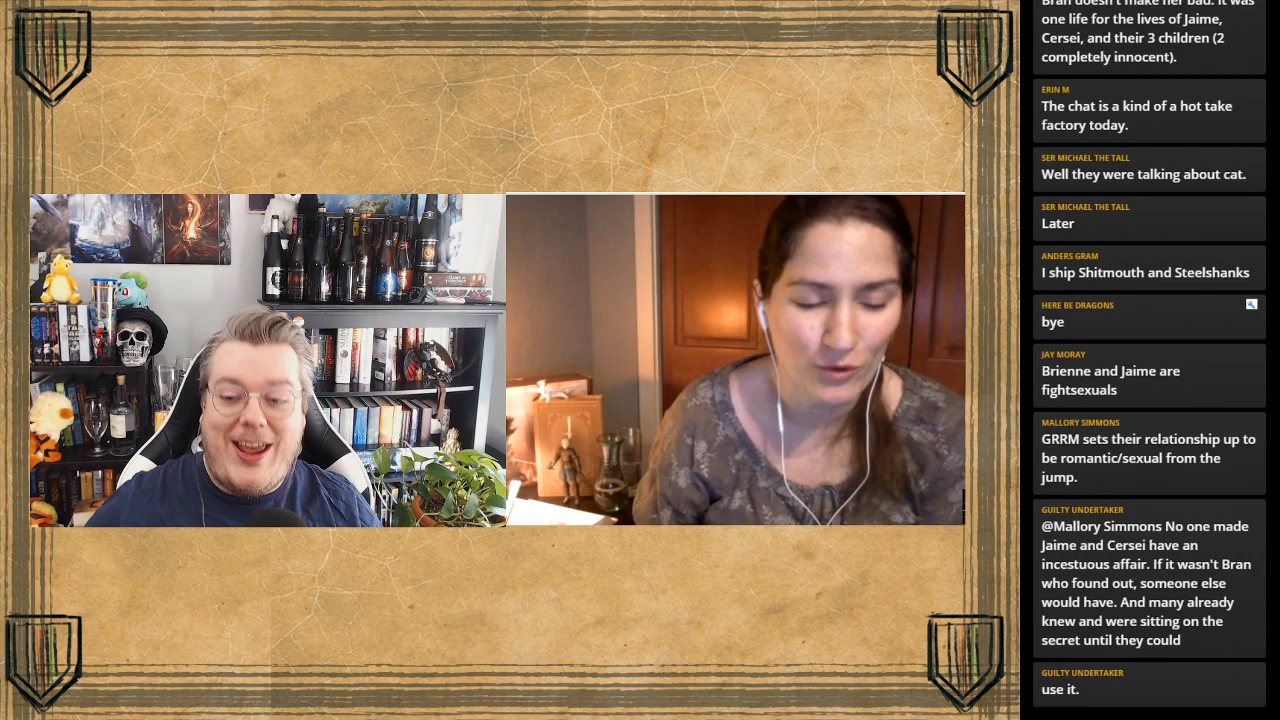 Bran doesn't make her bad. It was
one life for the lives of Jaime,
Cersei, and their 3 children (2
completely innocent).
ERIN M
The chat is a kind of a hot take
factory today.
SER MICHAEL THE TALL
Well they were talking about cat.
SER MICHAEL THE TALL
Later
ANDERS GRAM
I ship Shitmouth and Steelshanks
HERE BE DRAGONS
bye
JAY MORAY
Brienne and Jaime are
fightsexuals
MALLORY SIMMONS
GRRM sets their relationship up to
be romantic/sexual from the
jump.
GUILTY UNDERTAKER
@Mallory Simmons No one made
Jaime and Cersei have an
incestuous affair. If it wasn't Bran
who found out, someone else
would have. And many already
knew and were sitting on the
secret until they could
GUILTY UNDERTAKER
use it.